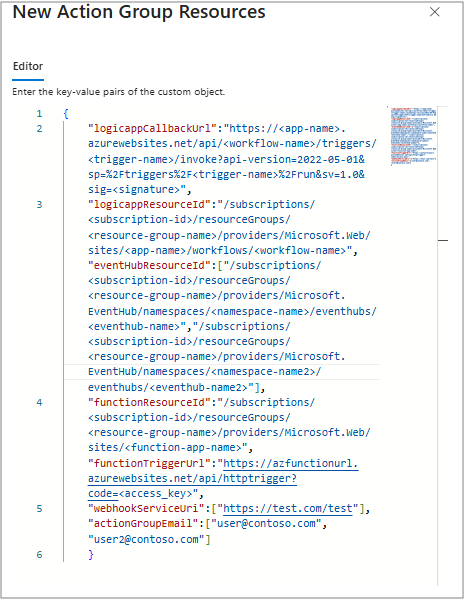 New Action Group Resources
Editor
Enter the key-value pairs of the custom object.
1 {
2 "logicappCallbackUrl":"https://<app-name>.
azurewebsites.net/api/<workflow-name>/triggers/
<trigger-name>/invoke?api-version=2022-05-01&
sp=%2Ftriggers%2F<trigger-name>%2Frun&sv=1.0&
sig=<signature>",
3 "logicappResourceId":"/subscriptions/
<subscription-id>/resourceGroups/
<resource-group-name>/providers/Microsoft.Web/
sites/<app-name>/workflows/<workflow-name>",
"eventHubResourceId":["/subscriptions/
<subscription-id>/resourceGroups/
<resource-group-name>/providers/Microsoft.
EventHub/namespaces/<namespace-name>/eventhubs/
<eventhub-name>","/subscriptions/
<subscription-id>/resourceGroups/
<resource-group-name>/providers/Microsoft.
EventHub/namespaces/<namespace-name2>/
eventhubs/<eventhub-name2>"],
4 "functionResourceId":"/subscriptions/
<subscription-id>/resourceGroups/
<resource-group-name>/providers/Microsoft.Web/
sites/<function-app-name>",
"functionTriggerUrl":"https://azfunctionurl.
azurewebsites.net/api/httptrigger?
code=<access_key>",
5 "webhookServiceUri":["https://test.com/test"],
"actionGroupEmail":["user@contoso.com",
"user2@contoso.com"]
6 }